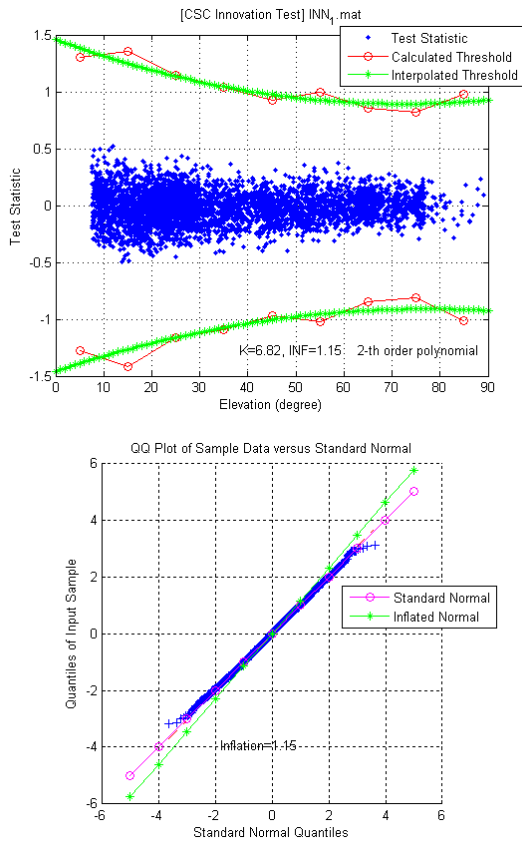 [CSC Innovation Test] INN1.mat
Test Statistic
Calculated Threshold
Interpolated Threshold
1.5
1
0.5
0
-0.5
-1
-1.5
Test Statistic
K=6.82, INF=1.15 2-th order polynomial
0 10 20 30 40 50 60 70 80 90
Elevation (degree)
QQ Plot of Sample Data versus Standard Normal
6
4
2
0
-2
-4
-6
Quantiles of Input Sample
Standard Normal
Inflated Normal
Inflation=1.15
-6 -4 -2 0 2 4 6
Standard Normal Quantiles